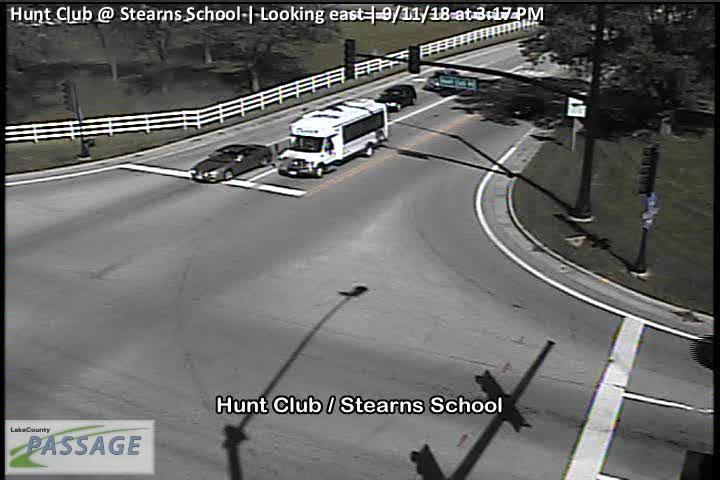 Hunt Club @ Stearns School | Looking east | 9/11/18 at 3:17 PM
Hunt Club / Stearns School
LakeCounty
PASSAGE